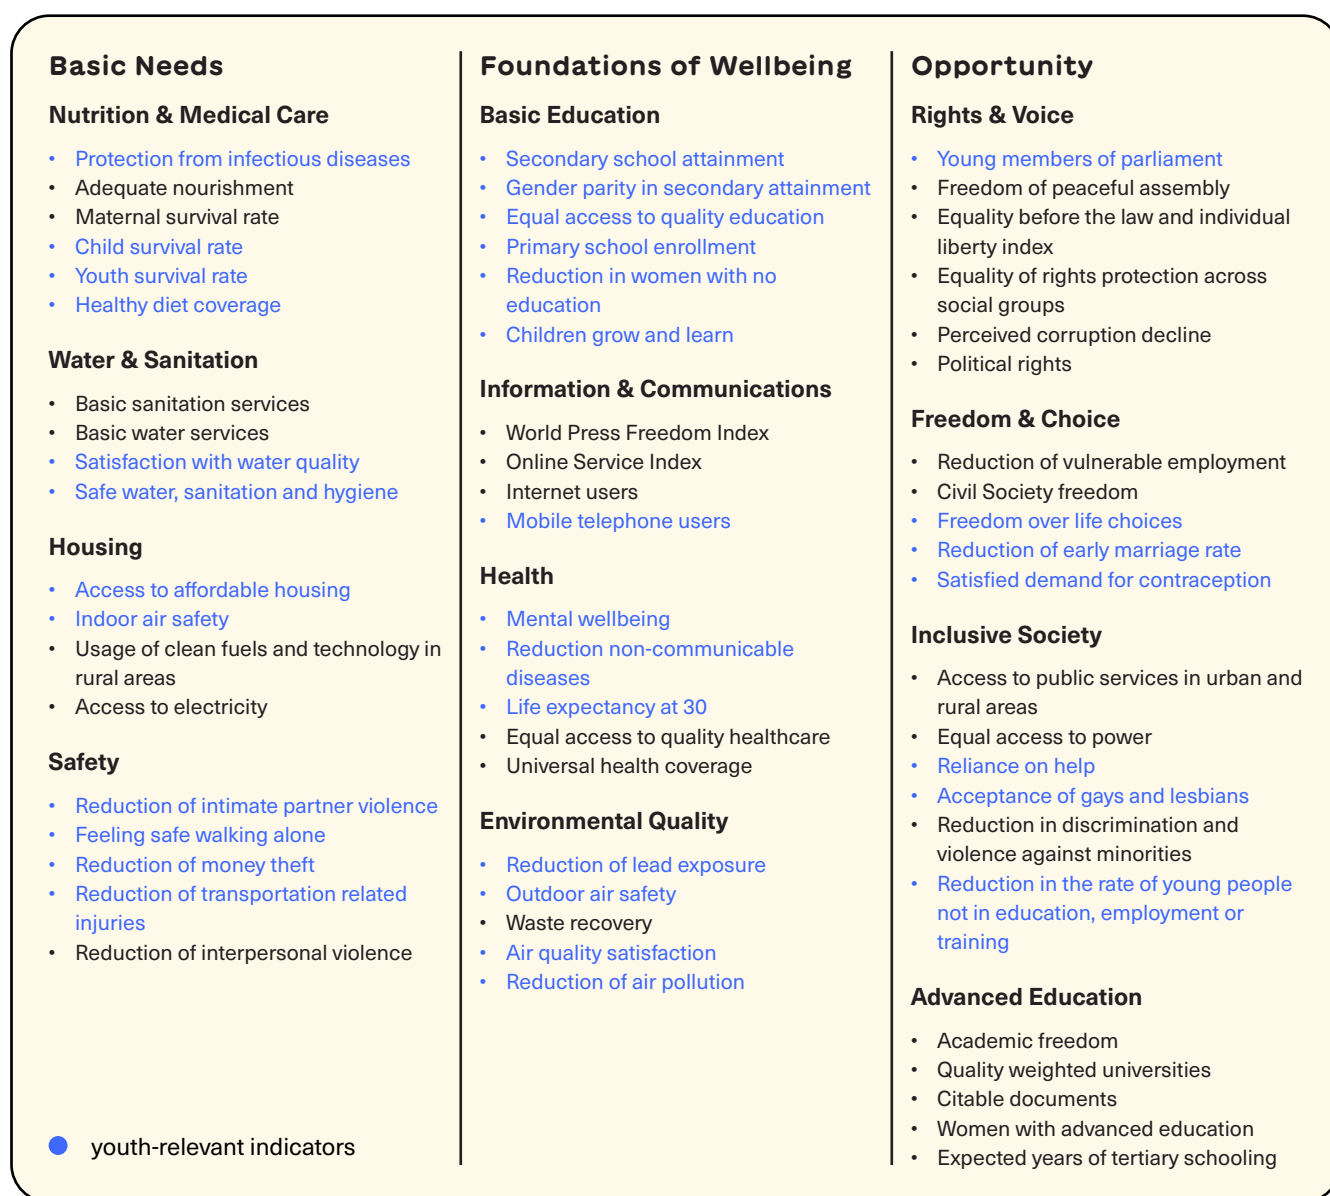 Basic Needs
Nutrition & Medical Care
• Protection from infectious diseases
• Adequate nourishment
• Maternal survival rate
• Child survival rate
• Youth survival rate
• Healthy diet coverage
Water & Sanitation
• Basic sanitation services
• Basic water services
• Satisfaction with water quality
• Safe water, sanitation and hygiene
Housing
• Access to affordable housing
• Indoor air safety
• Usage of clean fuels and technology in
rural areas
• Access to electricity
Safety
• Reduction of intimate partner violence
• Feeling safe walking alone
• Reduction of money theft
• Reduction of transportation related
injuries
• Reduction of interpersonal violence
youth-relevant indicators
Foundations of Wellbeing
Basic Education
• Secondary school attainment
• Gender parity in secondary attainment
• Equal access to quality education
• Primary school enrollment
• Reduction in women with no
education
• Children grow and learn
Information & Communications
• World Press Freedom Index
• Online Service Index
• Internet users
• Mobile telephone users
Health
• Mental wellbeing
• Reduction non-communicable
diseases
• Life expectancy at 30
• Equal access to quality healthcare
• Universal health coverage
Environmental Quality
• Reduction of lead exposure
• Outdoor air safety
• Waste recovery
• Air quality satisfaction
• Reduction of air pollution
Opportunity
Rights & Voice
• Young members of parliament
• Freedom of peaceful assembly
• Equality before the law and individual
liberty index
• Equality of rights protection across
social groups
• Perceived corruption decline
• Political rights
Freedom & Choice
• Reduction of vulnerable employment
• Civil Society freedom
• Freedom over life choices
• Reduction of early marriage rate
• Satisfied demand for contraception
Inclusive Society
• Access to public services in urban and
rural areas
• Equal access to power
• Reliance on help
• Acceptance of gays and lesbians
• Reduction in discrimination and
violence against minorities
• Reduction in the rate of young people
not in education, employment or
training
Advanced Education
• Academic freedom
• Quality weighted universities
• Citable documents
• Women with advanced education
• Expected years of tertiary schooling